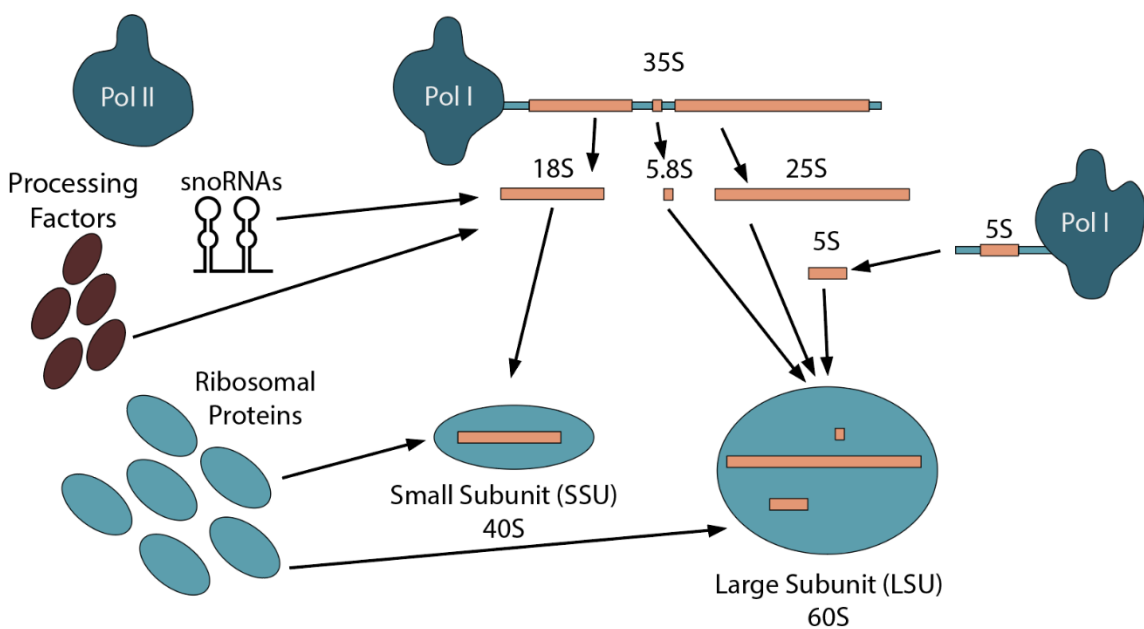 Pol II
Pol I
35S
18S
5.8S
25S
Processing
Factors
snoRNAs
5S
5S
Pol I
Ribosomal
Proteins
Small Subunit (SSU)
40S
Large Subunit (LSU)
60S